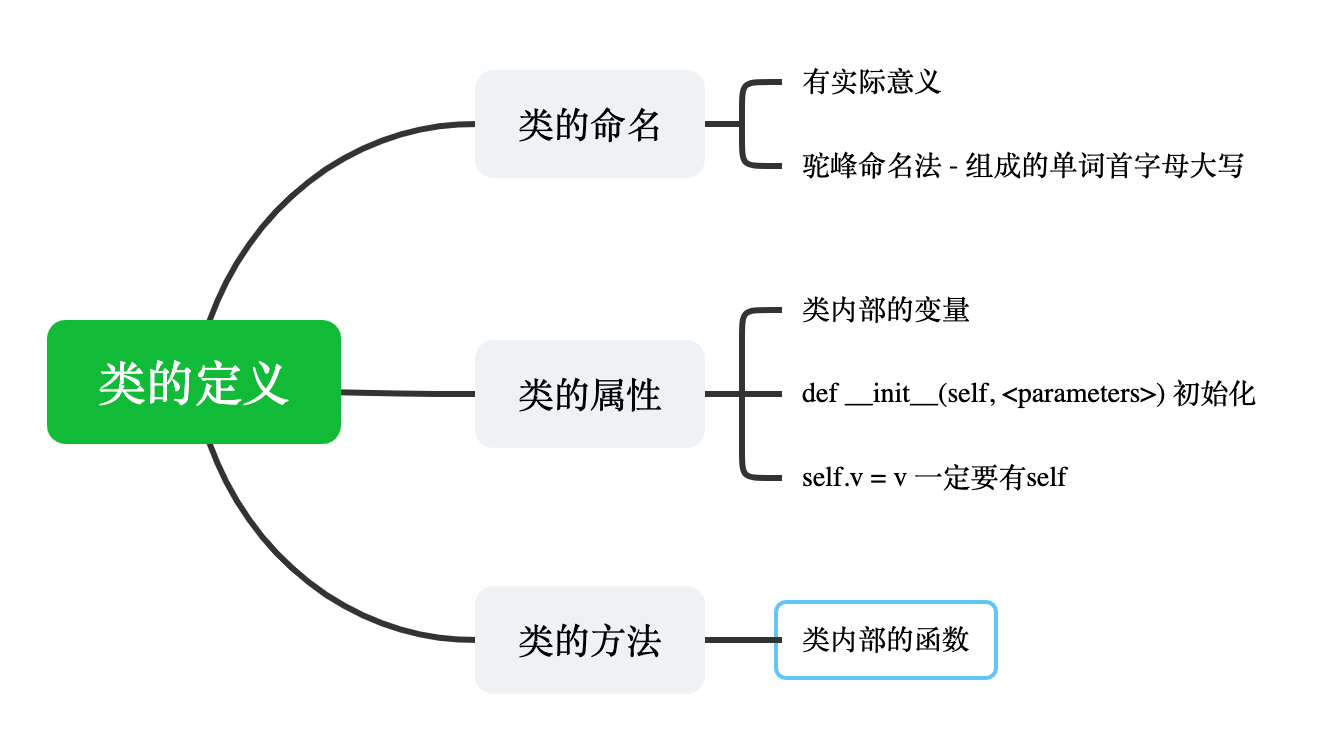 类的定义
类的命名
有实际意义
驼峰命名法 - 组成的单词首字母大写
类的属性
类内部的变量
def __init__(self, <parameters>) 初始化
self.v = v 一定要有self
类的方法
类内部的函数